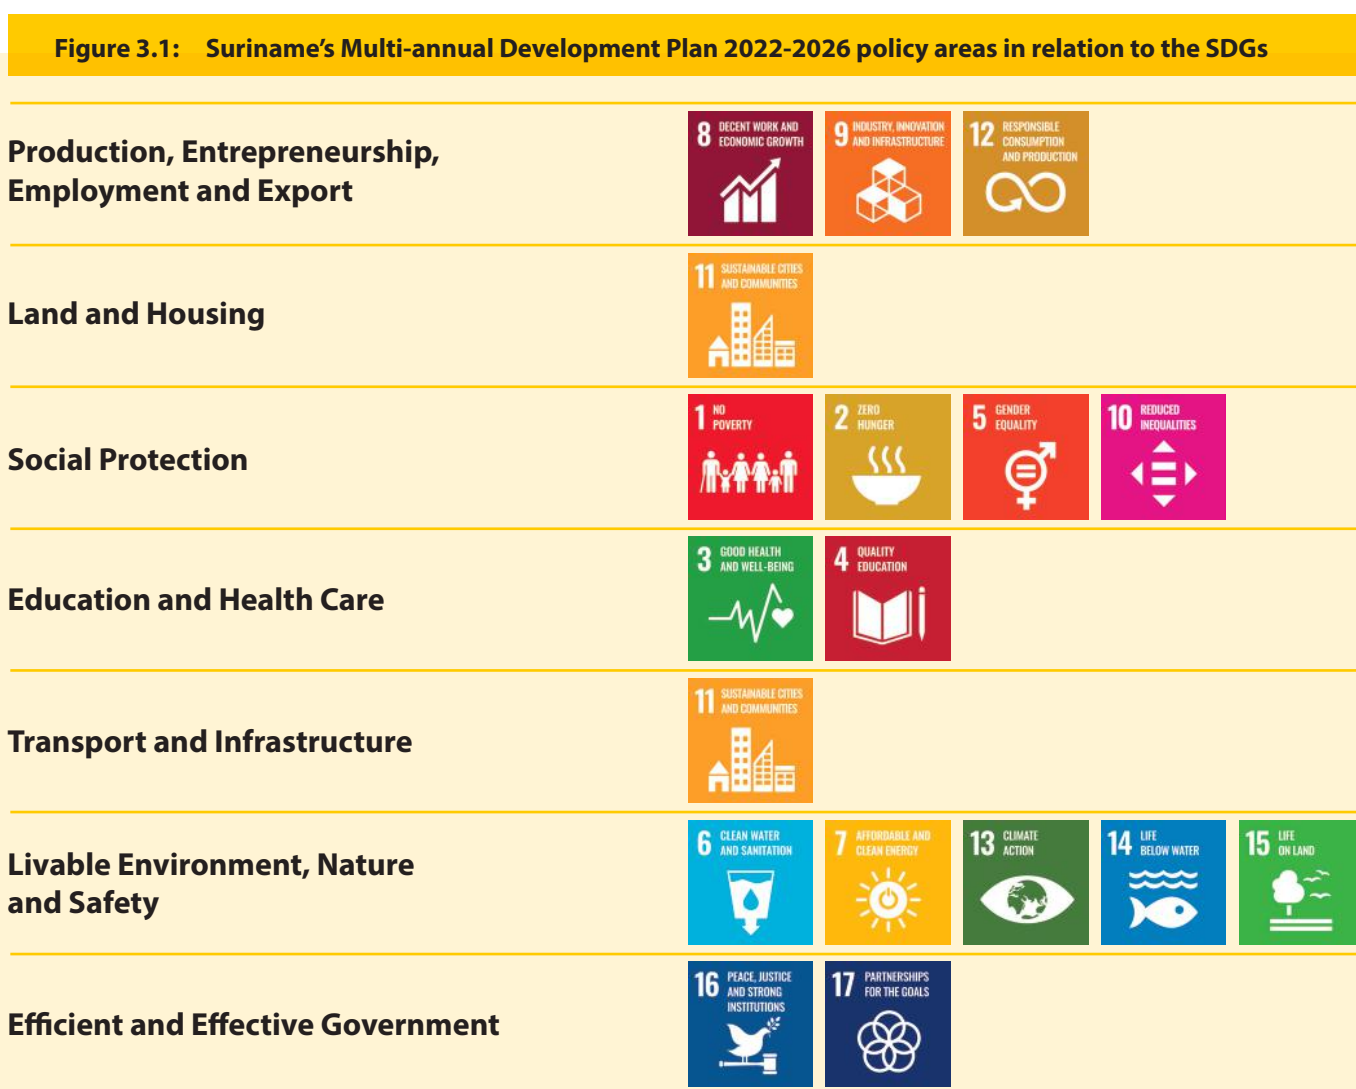 Figure 3.1: Suriname’s Multi-annual Development Plan 2022-2026 policy areas in relation to the SDGs
Production, Entrepreneurship,
Employment and Export
8 DECENT WORK AND
ECONOMIC GROWTH
9 INDUSTRY, INNOVATION
AND INFRASTRUCTURE
12 RESPONSIBLE
CONSUMPTION
AND PRODUCTION
Land and Housing
11 SUSTAINABLE CITIES
AND COMMUNITIES
Social Protection
1 NO
POVERTY
2 ZERO
HUNGER
5 GENDER
EQUALITY
10 REDUCED
INEQUALITIES
Education and Health Care
3 GOOD HEALTH
AND WELL-BEING
4 QUALITY
EDUCATION
Transport and Infrastructure
11 SUSTAINABLE CITIES
AND COMMUNITIES
Livable Environment, Nature
and Safety
6 CLEAN WATER
AND SANITATION
7 AFFORDABLE AND
CLEAN ENERGY
13 CLIMATE
ACTION
14 LIFE
BELOW WATER
15 LIFE
ON LAND
Efficient and Effective Government
16 PEACE, JUSTICE
AND STRONG
INSTITUTIONS
17 PARTNERSHIPS
FOR THE GOALS